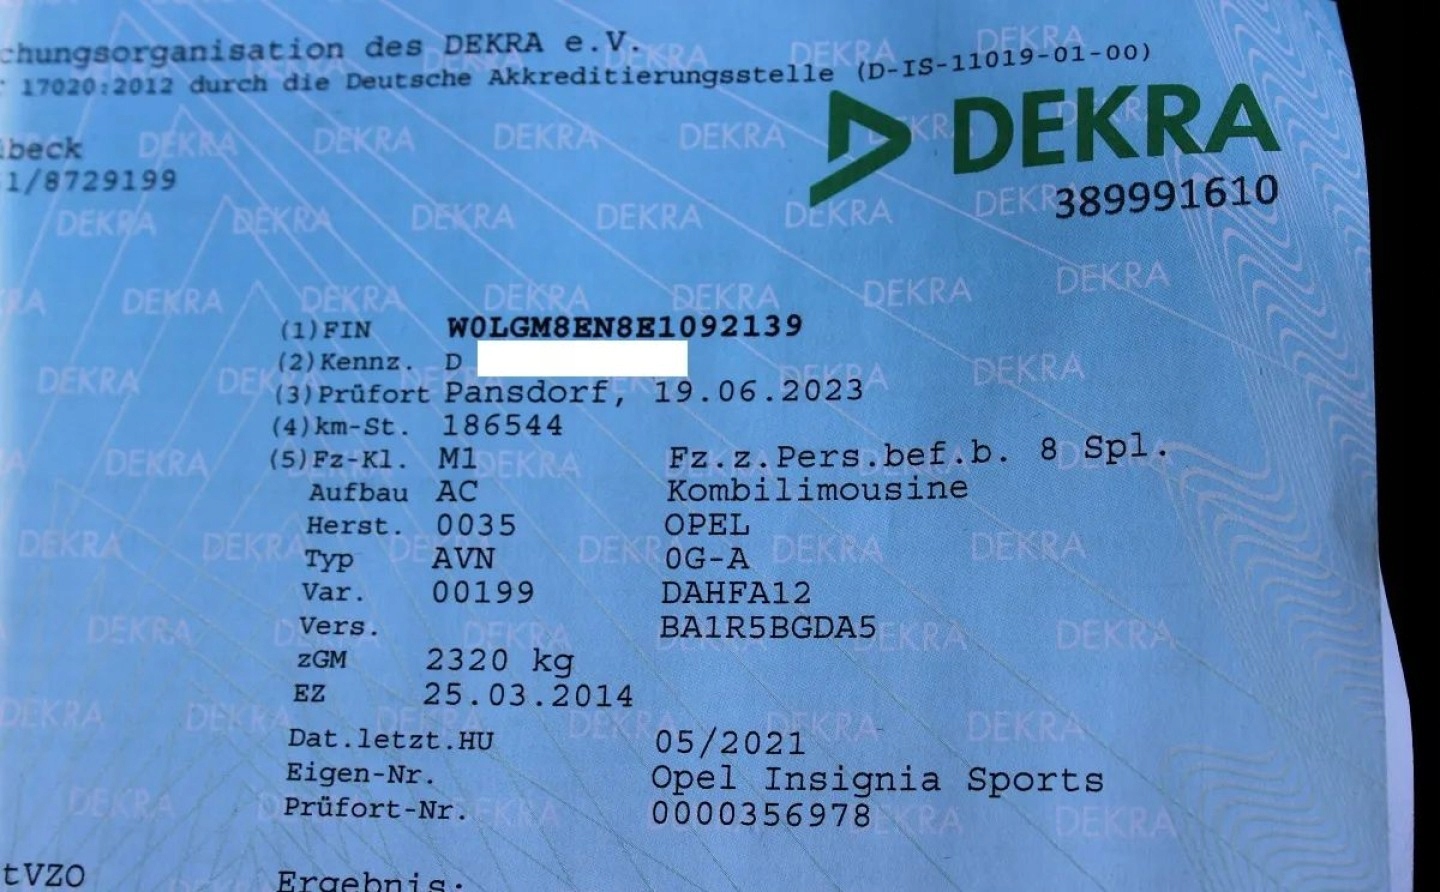 chungsorganisation des DEKRA e.V.
17020:2012 durch die Deutsche Akkreditierungsstelle (D-IS-11019-01-00)
DEKRA
389991610
beck
1/8729199
(1)FIN W0LGM8EN8E1092139
(2)Kennz. D
(3)Prüfort Pansdorf, 19.06.2023
(4)km-St. 186544
(5)Fz-Kl. M1 Fz.z.Pers.bef.b. 8 Spl.
Aufbau AC Kombilimousine
Herst. 0035 OPEL
Typ AVN 0G-A
Var. 00199 DAHFA12
Vers. BA1R5BGDA5
zGM 2320 kg
EZ 25.03.2014
Dat.letzt.HU 05/2021
Eigen-Nr. Opel Insignia Sports
Prüfort-Nr. 0000356978
tVZO
Ergebnis: